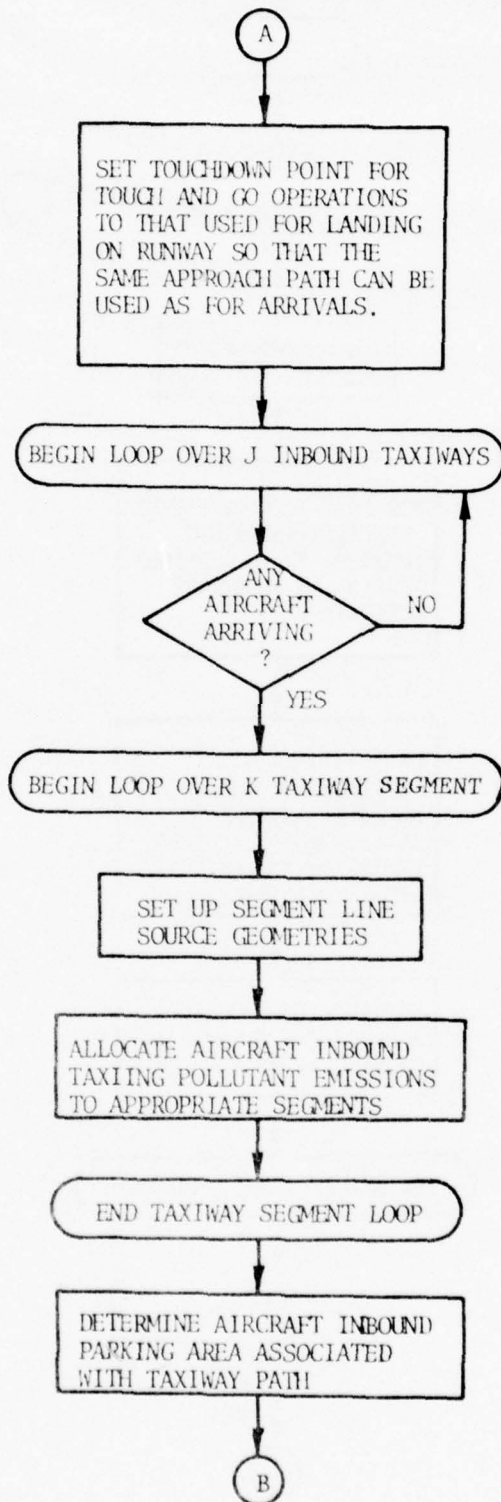 A
SET TOUCHDOWN POINT FOR
TOUCH AND GO OPERATIONS
TO THAT USED FOR LANDING
ON RUNWAY SO THAT THE
SAME APPROACH PATH CAN BE
USED AS FOR ARRIVALS.
BEGIN LOOP OVER J INBOUND TAXIWAYS
ANY
AIRCRAFT
ARRIVING
?
NO
YES
BEGIN LOOP OVER K TAXIWAY SEGMENT
SET UP SEGMENT LINE
SOURCE GEOMETRIES
ALLOCATE AIRCRAFT INBOUND
TAXIING POLLUTANT EMISSIONS
TO APPROPRIATE SEGMENTS
END TAXIWAY SEGMENT LOOP
DETERMINE AIRCRAFT INBOUND
PARKING AREA ASSOCIATED
WITH TAXIWAY PATH
B